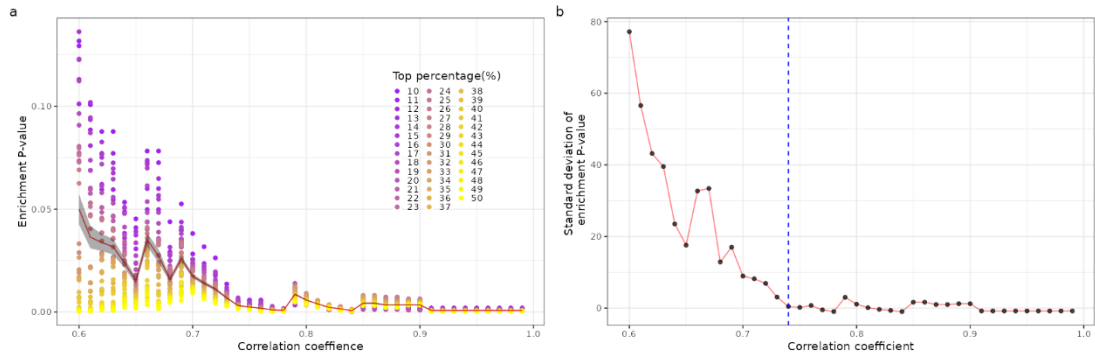 a
Enrichment P-value
0.10
0.05
0.00
Top percentage(%)
10 24 38
11 25 39
12 26 40
13 27 41
14 28 42
15 29 43
16 30 44
17 31 45
18 32 46
19 33 47
20 34 48
21 35 49
22 36 50
23 37
0.6 0.7 0.8 0.9 1.0
Correlation coeffience
b
Standard deviation of
enrichment P-value
80
60
40
20
0
0.6 0.7 0.8 0.9 1.0
Correlation coefficient